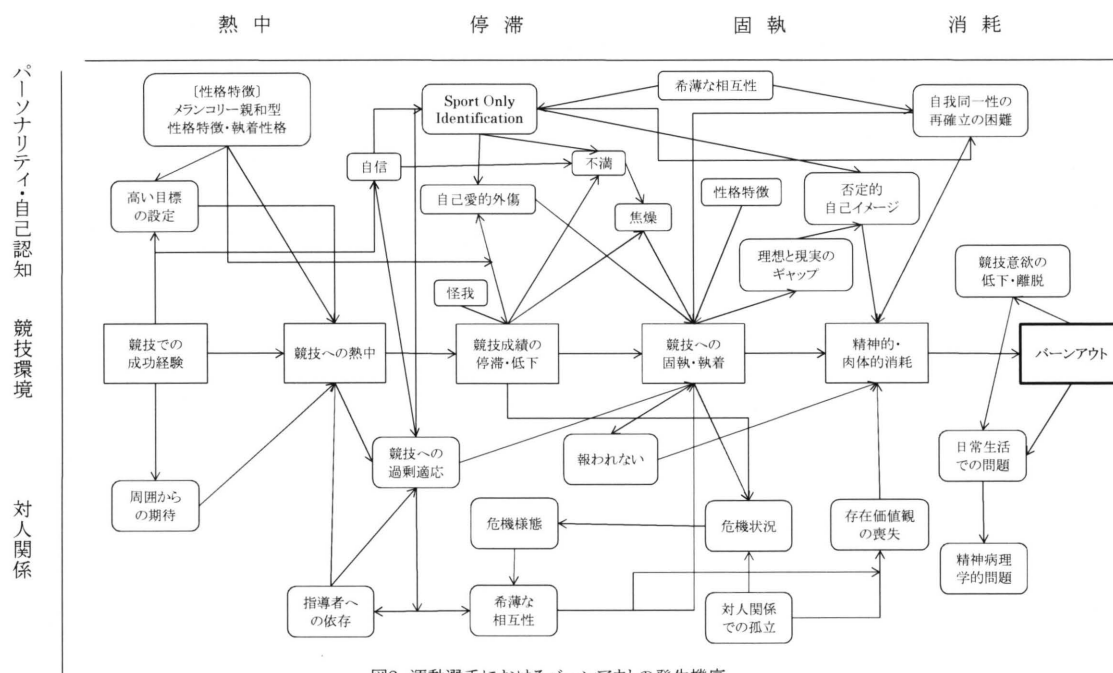 熱中
停滞
固執
消耗
パーソナリティ・自己認知
競技環境
対人関係
〔性格特徴〕
メランコリー親和型
性格特徴・執着性格
Sport Only
Identification
希薄な相互性
自我同一性の
再確立の困難
自信
不満
高い目標
の設定
自己愛的外傷
焦燥
性格特徴
否定的
自己イメージ
理想と現実の
ギャップ
競技意欲の
低下・離脱
怪我
競技での
成功経験
競技への熱中
競技成績の
停滞・低下
競技への
固執・執着
精神的・
肉体的消耗
バーンアウト
競技への
過剰適応
報われない
日常生活
での問題
周囲から
の期待
危機様態
危機状況
存在価値観
の喪失
精神病理
学的問題
指導者へ
の依存
希薄な
相互性
対人関係
での孤立